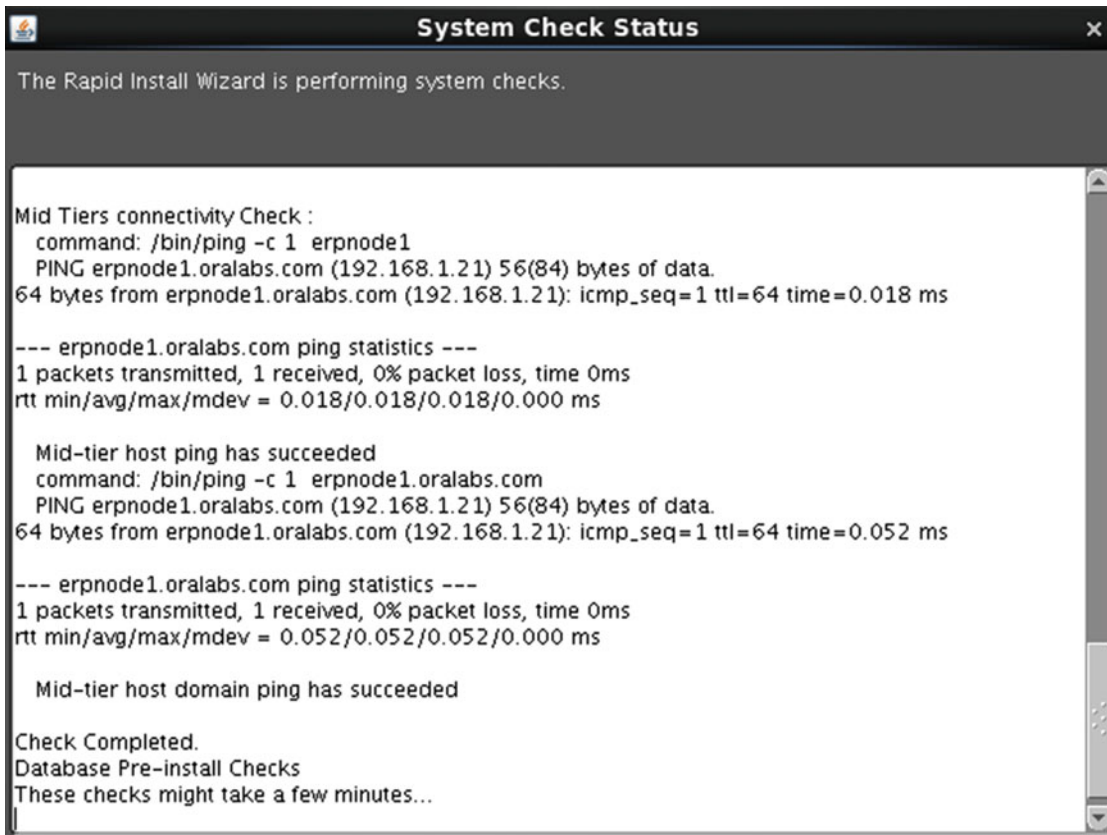 System Check Status
The Rapid Install Wizard is performing system checks.
Mid Tiers connectivity Check :
command: /bin/ping -c 1 erpnode1
PING erpnode1.oralabs.com (192.168.1.21) 56(84) bytes of data.
64 bytes from erpnode1.oralabs.com (192.168.1.21): icmp_seq=1 ttl=64 time=0.018 ms
--- erpnode1.oralabs.com ping statistics ---
1 packets transmitted, 1 received, 0% packet loss, time 0ms
rtt min/avg/max/mdev = 0.018/0.018/0.018/0.000 ms
Mid-tier host ping has succeeded
command: /bin/ping -c 1 erpnode1.oralabs.com
PING erpnode1.oralabs.com (192.168.1.21) 56(84) bytes of data.
64 bytes from erpnode1.oralabs.com (192.168.1.21): icmp_seq=1 ttl=64 time=0.052 ms
--- erpnode1.oralabs.com ping statistics ---
1 packets transmitted, 1 received, 0% packet loss, time 0ms
rtt min/avg/max/mdev = 0.052/0.052/0.052/0.000 ms
Mid-tier host domain ping has succeeded
Check Completed.
Database Pre-install Checks
These checks might take a few minutes...